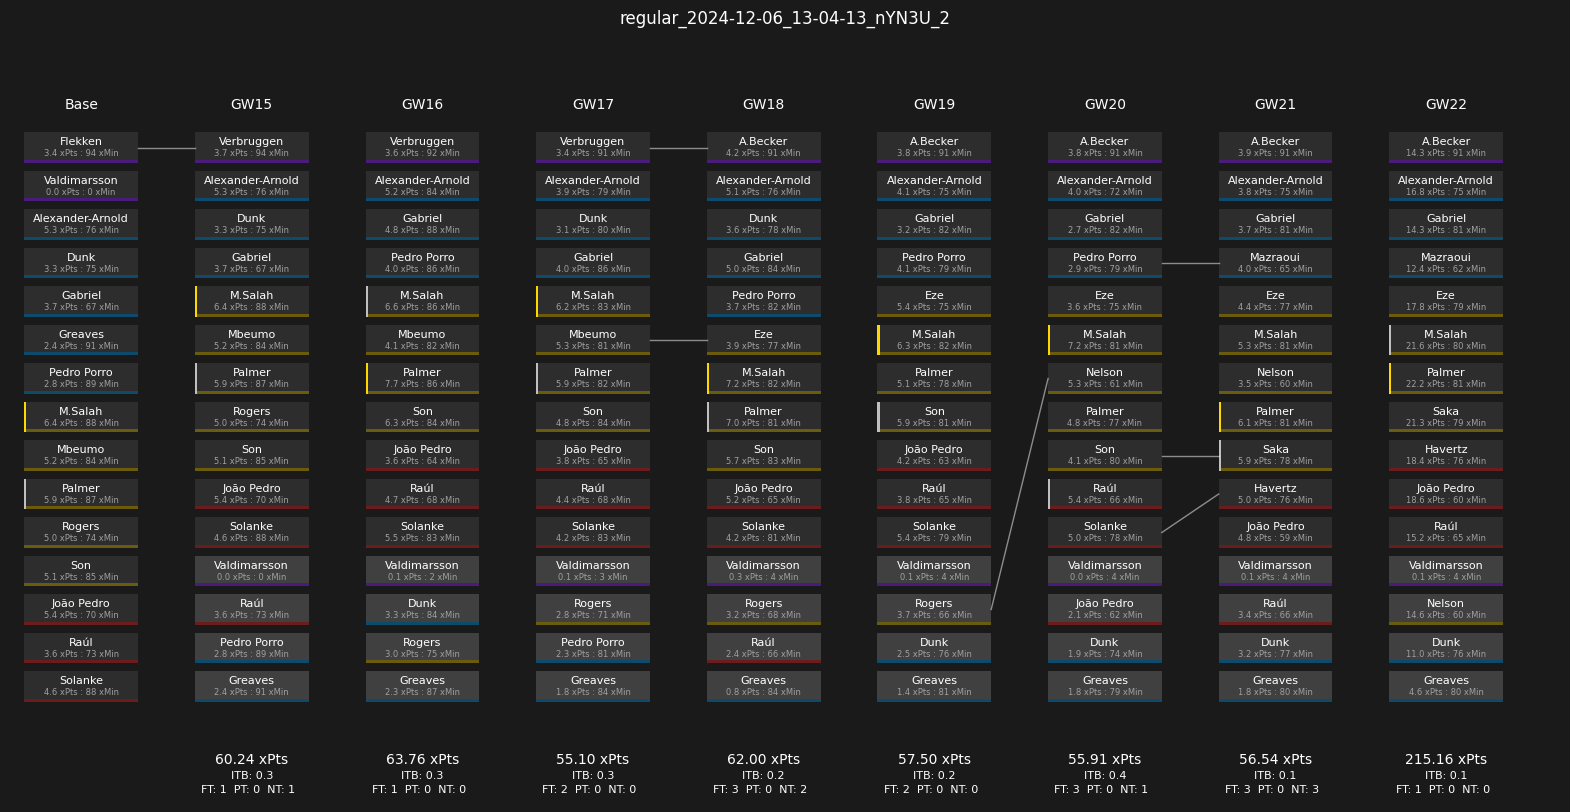 regular_2024-12-06_13-04-13_nYN3U_2
Base
Flekken
3.4 xPts : 94 xMin
Valdimarsson
0.0 xPts : 0 xMin
Alexander-Arnold
5.3 xPts : 76 xMin
Dunk
3.3 xPts : 75 xMin
Gabriel
3.7 xPts : 67 xMin
Greaves
2.4 xPts : 91 xMin
Pedro Porro
2.8 xPts : 89 xMin
M.Salah
6.4 xPts : 88 xMin
Mbeumo
5.2 xPts : 84 xMin
Palmer
5.9 xPts : 87 xMin
Rogers
5.0 xPts : 74 xMin
Son
5.1 xPts : 85 xMin
João Pedro
5.4 xPts : 70 xMin
Raúl
3.6 xPts : 73 xMin
Solanke
4.6 xPts : 88 xMin
GW15
Verbruggen
3.7 xPts : 94 xMin
Alexander-Arnold
5.3 xPts : 76 xMin
Dunk
3.3 xPts : 75 xMin
Gabriel
3.7 xPts : 67 xMin
M.Salah
6.4 xPts : 88 xMin
Mbeumo
5.2 xPts : 84 xMin
Palmer
5.9 xPts : 87 xMin
Rogers
5.0 xPts : 74 xMin
Son
5.1 xPts : 85 xMin
João Pedro
5.4 xPts : 70 xMin
Solanke
4.6 xPts : 88 xMin
Valdimarsson
0.0 xPts : 0 xMin
Raúl
3.6 xPts : 73 xMin
Pedro Porro
2.8 xPts : 89 xMin
Greaves
2.4 xPts : 91 xMin
60.24 xPts
ITB: 0.3
FT: 1 PT: 0 NT: 1
GW16
Verbruggen
3.6 xPts : 92 xMin
Alexander-Arnold
5.2 xPts : 84 xMin
Gabriel
4.8 xPts : 88 xMin
Pedro Porro
4.0 xPts : 86 xMin
M.Salah
6.6 xPts : 86 xMin
Mbeumo
4.1 xPts : 82 xMin
Palmer
7.7 xPts : 86 xMin
Son
6.3 xPts : 84 xMin
João Pedro
3.6 xPts : 64 xMin
Raúl
4.7 xPts : 68 xMin
Solanke
5.5 xPts : 83 xMin
Valdimarsson
0.1 xPts : 2 xMin
Dunk
3.3 xPts : 84 xMin
Rogers
3.0 xPts : 75 xMin
Greaves
2.3 xPts : 87 xMin
63.76 xPts
ITB: 0.3
FT: 1 PT: 0 NT: 0
GW17
Verbruggen
3.4 xPts : 91 xMin
Alexander-Arnold
3.9 xPts : 79 xMin
Dunk
3.1 xPts : 80 xMin
Gabriel
4.0 xPts : 86 xMin
M.Salah
6.2 xPts : 83 xMin
Mbeumo
5.3 xPts : 81 xMin
Palmer
5.9 xPts : 82 xMin
Son
4.8 xPts : 84 xMin
João Pedro
3.8 xPts : 65 xMin
Raúl
4.4 xPts : 68 xMin
Solanke
4.2 xPts : 83 xMin
Valdimarsson
0.1 xPts : 3 xMin
Rogers
2.8 xPts : 71 xMin
Pedro Porro
2.3 xPts : 81 xMin
Greaves
1.8 xPts : 84 xMin
55.10 xPts
ITB: 0.3
FT: 2 PT: 0 NT: 0
GW18
A.Becker
4.2 xPts : 91 xMin
Alexander-Arnold
5.1 xPts : 76 xMin
Dunk
3.6 xPts : 78 xMin
Gabriel
5.0 xPts : 84 xMin
Pedro Porro
3.7 xPts : 82 xMin
Eze
3.9 xPts : 77 xMin
M.Salah
7.2 xPts : 82 xMin
Palmer
7.0 xPts : 81 xMin
Son
5.7 xPts : 83 xMin
João Pedro
5.2 xPts : 65 xMin
Solanke
4.2 xPts : 81 xMin
Valdimarsson
0.3 xPts : 4 xMin
Rogers
3.2 xPts : 68 xMin
Raúl
2.4 xPts : 66 xMin
Greaves
0.8 xPts : 84 xMin
62.00 xPts
ITB: 0.2
FT: 3 PT: 0 NT: 2
GW19
A.Becker
3.8 xPts : 91 xMin
Alexander-Arnold
4.1 xPts : 75 xMin
Gabriel
3.2 xPts : 82 xMin
Pedro Porro
4.1 xPts : 79 xMin
Eze
5.4 xPts : 75 xMin
M.Salah
6.3 xPts : 82 xMin
Palmer
5.1 xPts : 78 xMin
Son
5.9 xPts : 81 xMin
João Pedro
4.2 xPts : 63 xMin
Raúl
3.8 xPts : 65 xMin
Solanke
5.4 xPts : 79 xMin
Valdimarsson
0.1 xPts : 4 xMin
Rogers
3.7 xPts : 66 xMin
Dunk
2.5 xPts : 76 xMin
Greaves
1.4 xPts : 81 xMin
57.50 xPts
ITB: 0.2
FT: 2 PT: 0 NT: 0
GW20
A.Becker
3.8 xPts : 91 xMin
Alexander-Arnold
4.0 xPts : 72 xMin
Gabriel
2.7 xPts : 82 xMin
Pedro Porro
2.9 xPts : 79 xMin
Eze
3.6 xPts : 75 xMin
M.Salah
7.2 xPts : 81 xMin
Nelson
5.3 xPts : 61 xMin
Palmer
4.8 xPts : 77 xMin
Son
4.1 xPts : 80 xMin
Raúl
5.4 xPts : 66 xMin
Solanke
5.0 xPts : 78 xMin
Valdimarsson
0.0 xPts : 4 xMin
João Pedro
2.1 xPts : 62 xMin
Dunk
1.9 xPts : 74 xMin
Greaves
1.8 xPts : 79 xMin
55.91 xPts
ITB: 0.4
FT: 3 PT: 0 NT: 1
GW21
A.Becker
3.9 xPts : 91 xMin
Alexander-Arnold
3.8 xPts : 75 xMin
Gabriel
3.7 xPts : 81 xMin
Mazraoui
4.0 xPts : 65 xMin
Eze
4.4 xPts : 77 xMin
M.Salah
5.3 xPts : 81 xMin
Nelson
3.5 xPts : 60 xMin
Palmer
6.1 xPts : 81 xMin
Saka
5.9 xPts : 78 xMin
Havertz
5.0 xPts : 76 xMin
João Pedro
4.8 xPts : 59 xMin
Valdimarsson
0.1 xPts : 4 xMin
Raúl
3.4 xPts : 66 xMin
Dunk
3.2 xPts : 77 xMin
Greaves
1.8 xPts : 80 xMin
56.54 xPts
ITB: 0.1
FT: 3 PT: 0 NT: 3
GW22
A.Becker
14.3 xPts : 91 xMin
Alexander-Arnold
16.8 xPts : 75 xMin
Gabriel
14.3 xPts : 81 xMin
Mazraoui
12.4 xPts : 62 xMin
Eze
17.8 xPts : 79 xMin
M.Salah
21.6 xPts : 80 xMin
Palmer
22.2 xPts : 81 xMin
Saka
21.3 xPts : 79 xMin
Havertz
18.4 xPts : 76 xMin
João Pedro
18.6 xPts : 60 xMin
Raúl
15.2 xPts : 65 xMin
Valdimarsson
0.1 xPts : 4 xMin
Nelson
14.6 xPts : 60 xMin
Dunk
11.0 xPts : 76 xMin
Greaves
4.6 xPts : 80 xMin
215.16 xPts
ITB: 0.1
FT: 1 PT: 0 NT: 0